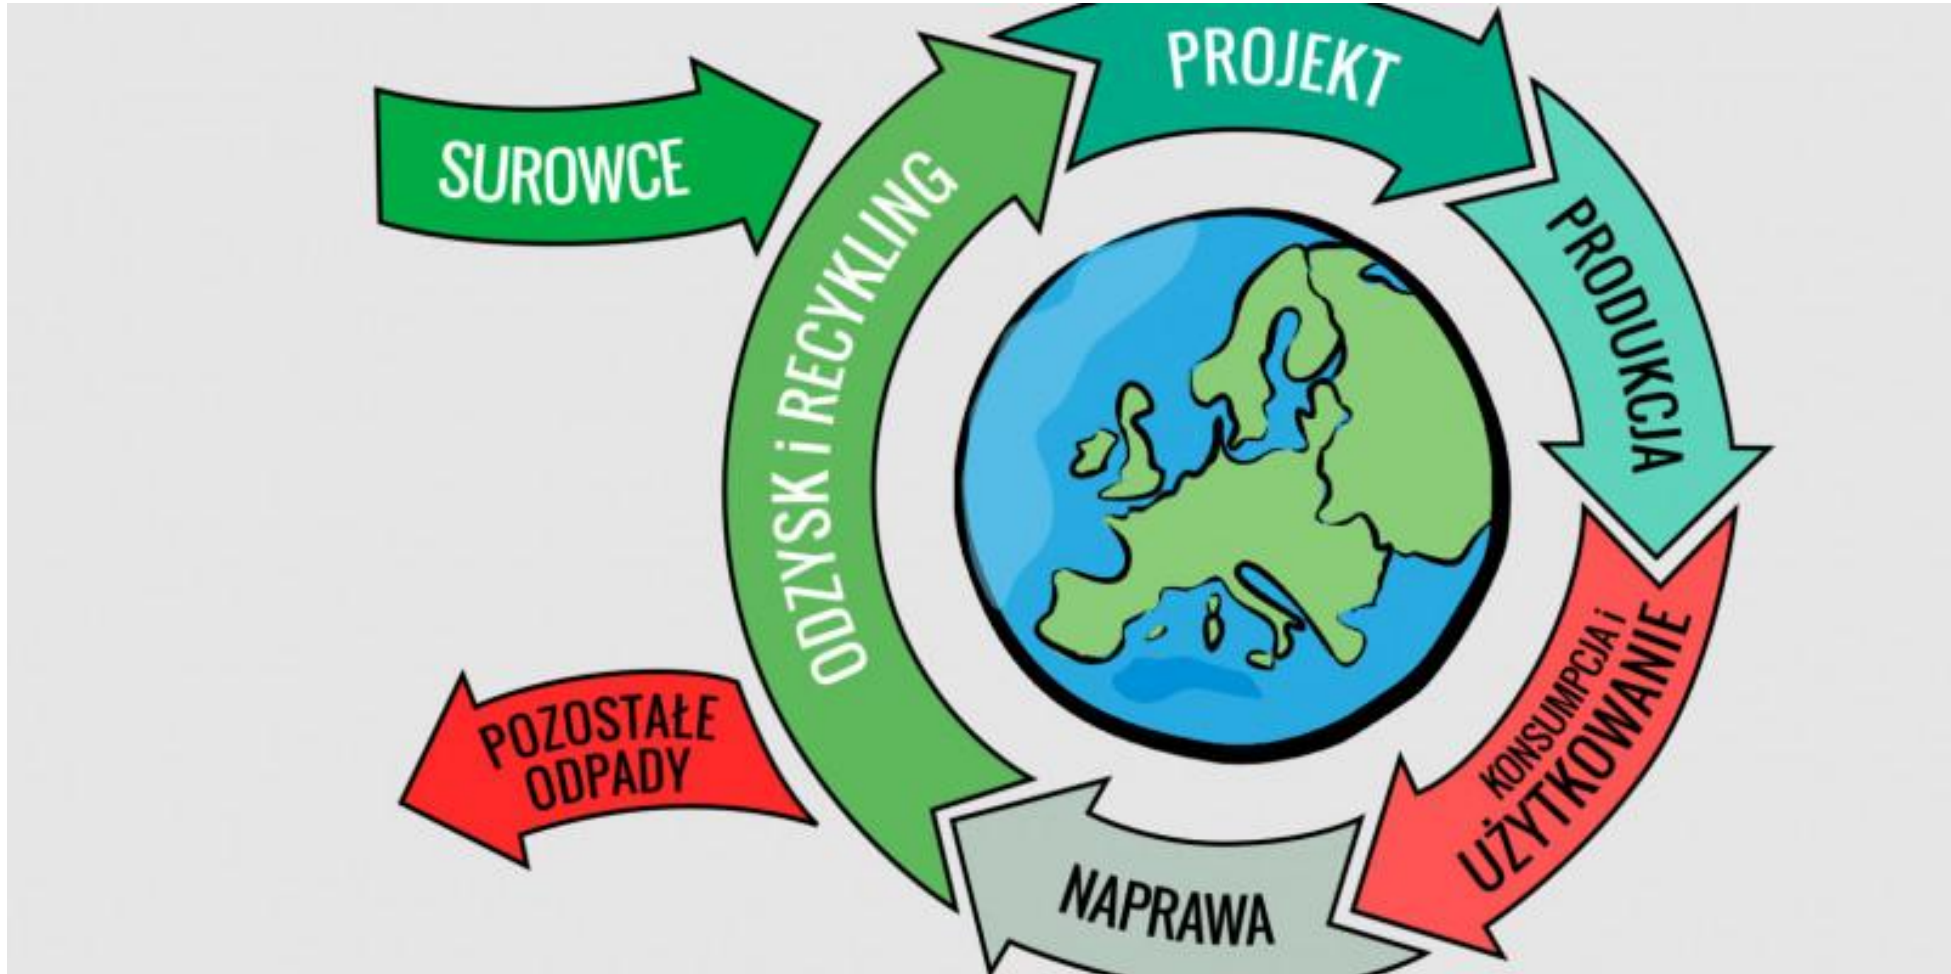 SUROWCE
PROJEKT
PRODUKCJA
KONSUMPCJA i
UŻYTKOWANIE
NAPRAWA
ODZYSK i RECYKLING
POZOSTAŁE
ODPADY